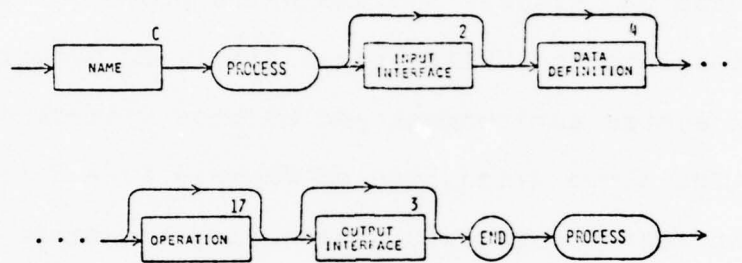 C
2
4
NAME
PROCESS
INPUT
INTERFACE
DATA
DEFINITION
17
3
OPERATION
OUTPUT
INTERFACE
END
PROCESS